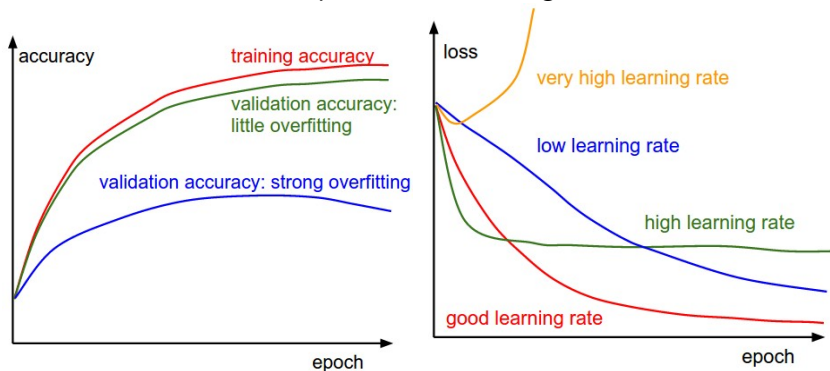 accuracy
training accuracy
validation accuracy:
little overfitting
validation accuracy: strong overfitting
epoch
loss
very high learning rate
low learning rate
high learning rate
good learning rate
epoch